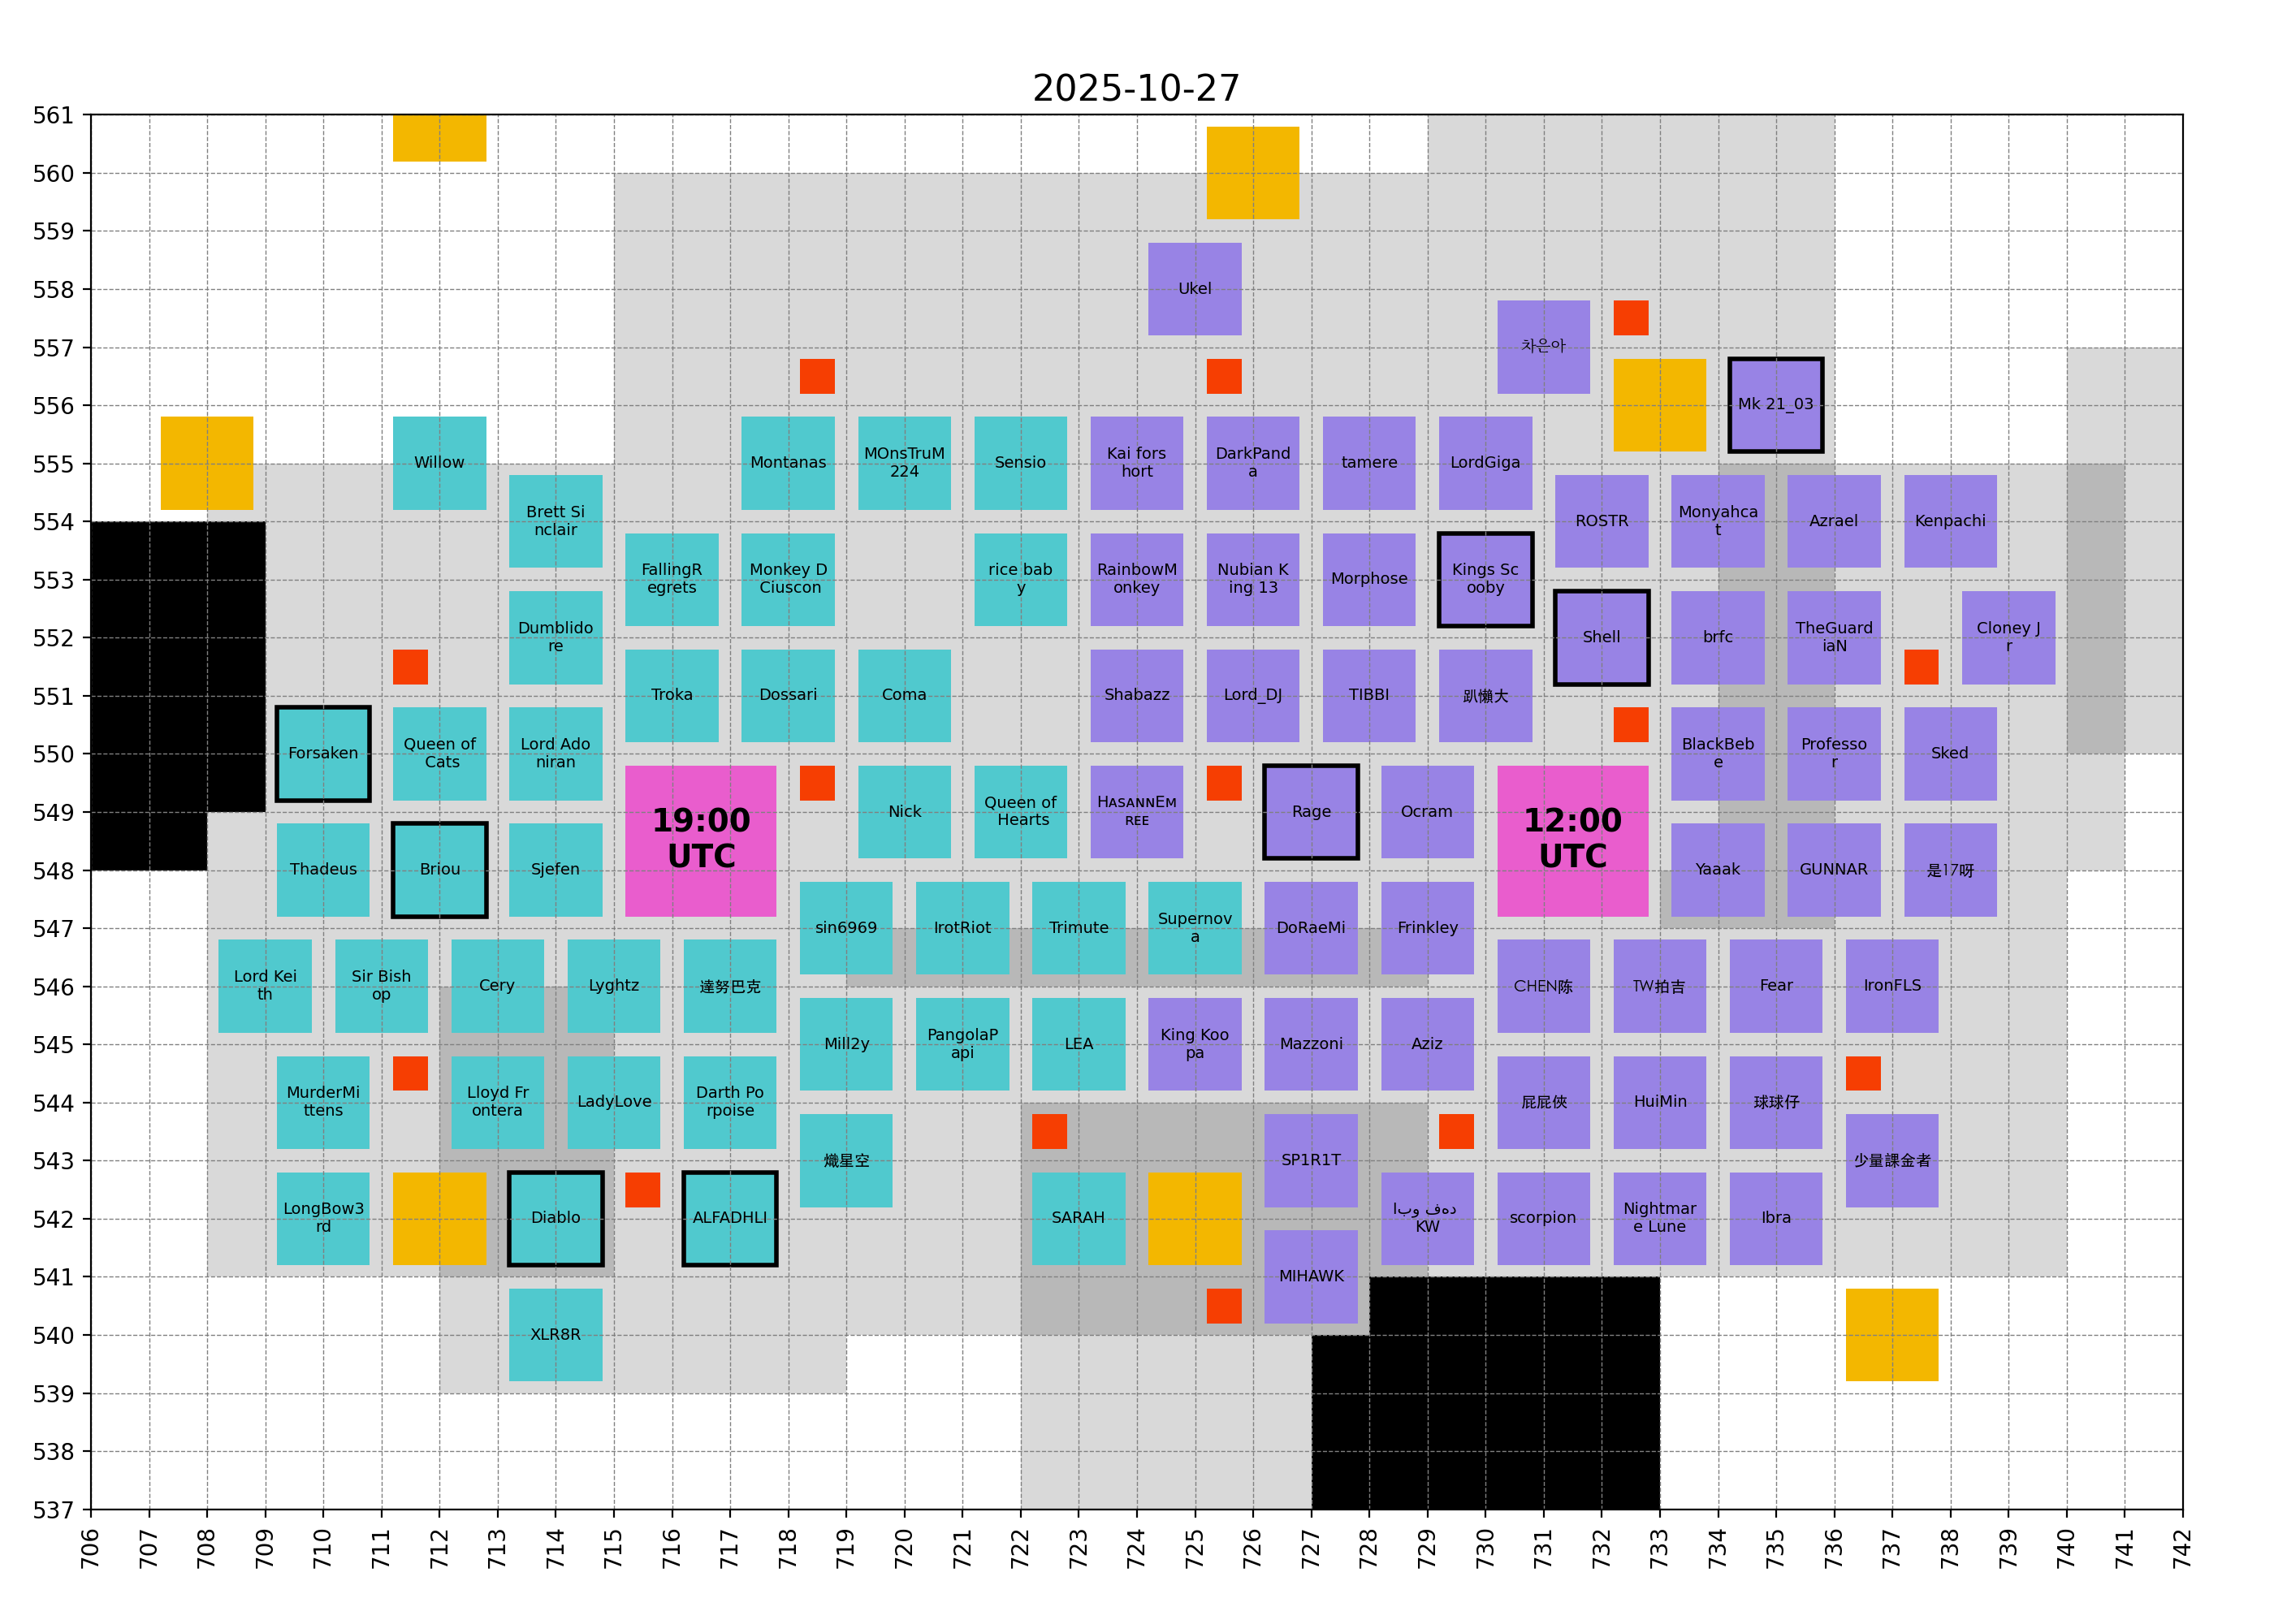 2025-10-27
561
560
559
558
557
556
555
554
553
552
551
550
549
548
547
546
545
544
543
542
541
540
539
538
537
Ukel
차은아
Mk 21_03
Willow
Montanas
MOnsTruM
224
Sensio
Kai fors
hort
DarkPand
a
tamere
LordGiga
Brett Si
nclair
ROSTR
Monyahca
t
Azrael
Kenpachi
FallingR
egrets
Monkey D
Ciuscon
rice bab
y
RainbowM
onkey
Nubian K
ing 13
Morphose
Kings Sc
ooby
Dumblido
re
Shell
brfc
TheGuard
iaN
Cloney J
r
Troka
Dossari
Coma
Shabazz
Lord_DJ
TIBBI
趴懶大
Forsaken
Queen of
Cats
Lord Ado
niran
BlackBeb
e
Professo
r
Sked
19:00
UTC
Nick
Queen of
Hearts
HᴀsᴀɴɴEᴍ
ʀᴇᴇ
Rage
Ocram
12:00
UTC
Thadeus
Briou
Sjefen
Yaaak
GUNNAR
是17呀
sin6969
IrotRiot
Trimute
Supernov
a
DoRaeMi
Frinkley
Lord Kei
th
Sir Bish
op
Cery
Lyghtz
達努巴克
CHEN陈
TW拍吉
Fear
IronFLS
Mill2y
PangolaP
api
LEA
King Koo
pa
Mazzoni
Aziz
MurderMi
ttens
Lloyd Fr
ontera
LadyLove
Darth Po
rpoise
屁屁俠
HuiMin
球球仔
熾星空
SP1R1T
少量課金者
LongBow3
rd
Diablo
ALFADHLI
SARAH
ابو فهد
KW
scorpion
Nightmar
e Lune
Ibra
MIHAWK
XLR8R
706
707
708
709
710
711
712
713
714
715
716
717
718
719
720
721
722
723
724
725
726
727
728
729
730
731
732
733
734
735
736
737
738
739
740
741
742